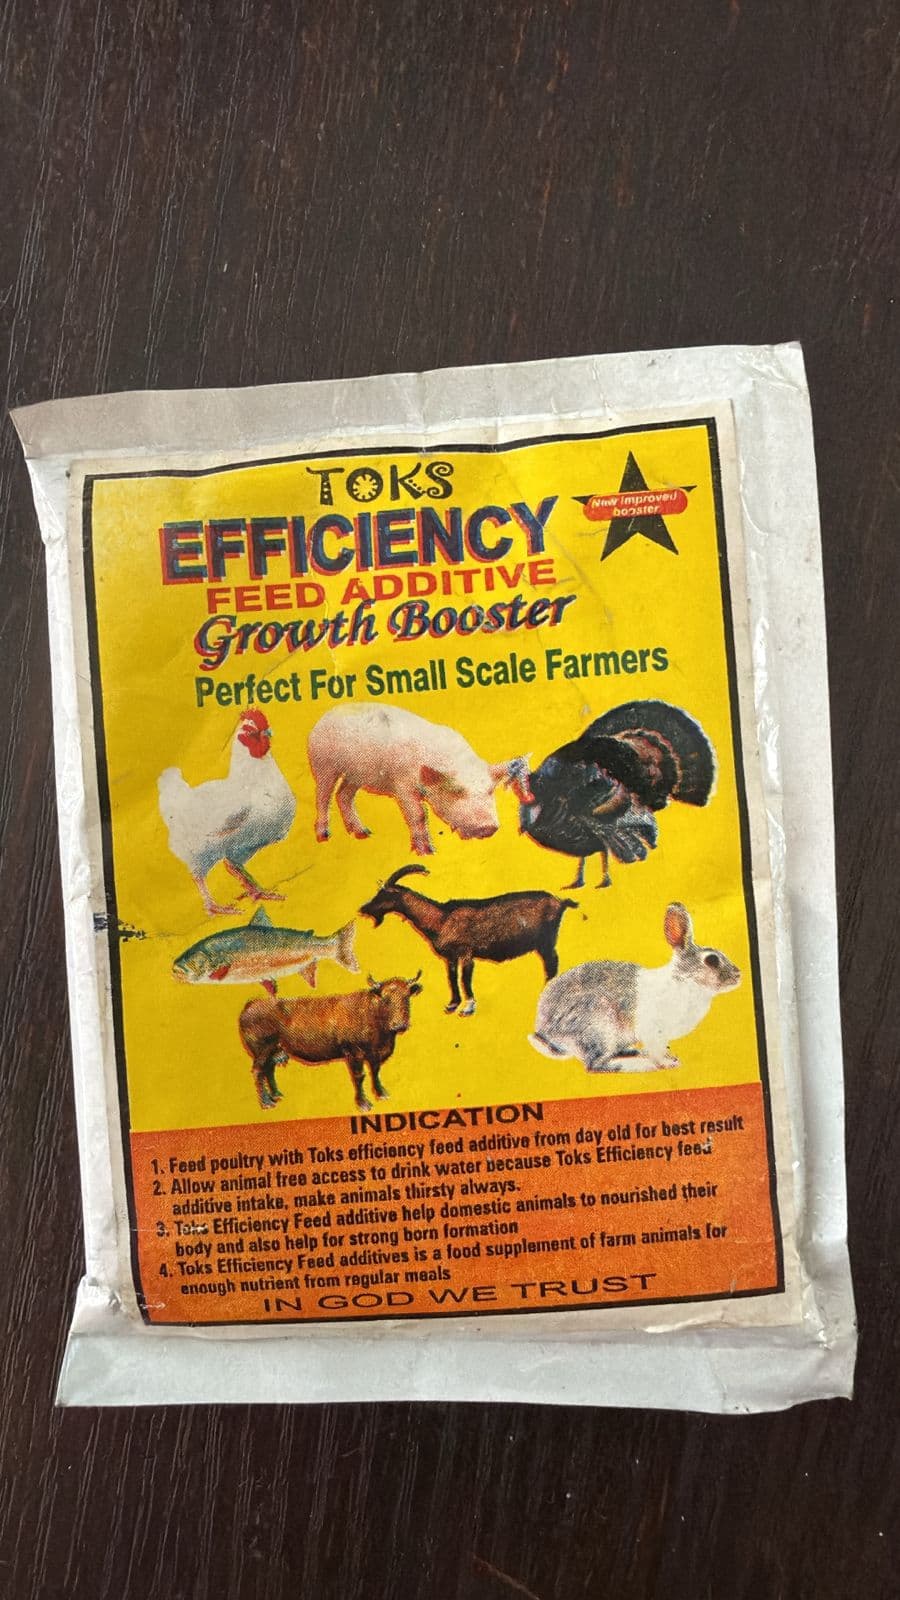 TOKS
New improved
booster
EFFICIENCY
FEED ADDITIVE
Growth Booster
Perfect For Small Scale Farmers
INDICATION
1. Feed poultry with Toks efficiency feed additive from day old for best result
2. Allow animal free access to drink water because Toks Efficiency feed
additive intake, make animals thirsty always.
3. Toks Efficiency Feed additive help domestic animals to nourished their
body and also help for strong born formation
4. Toks Efficiency Feed additives is a food supplement of farm animals for
enough nutrient from regular meals
IN GOD WE TRUST